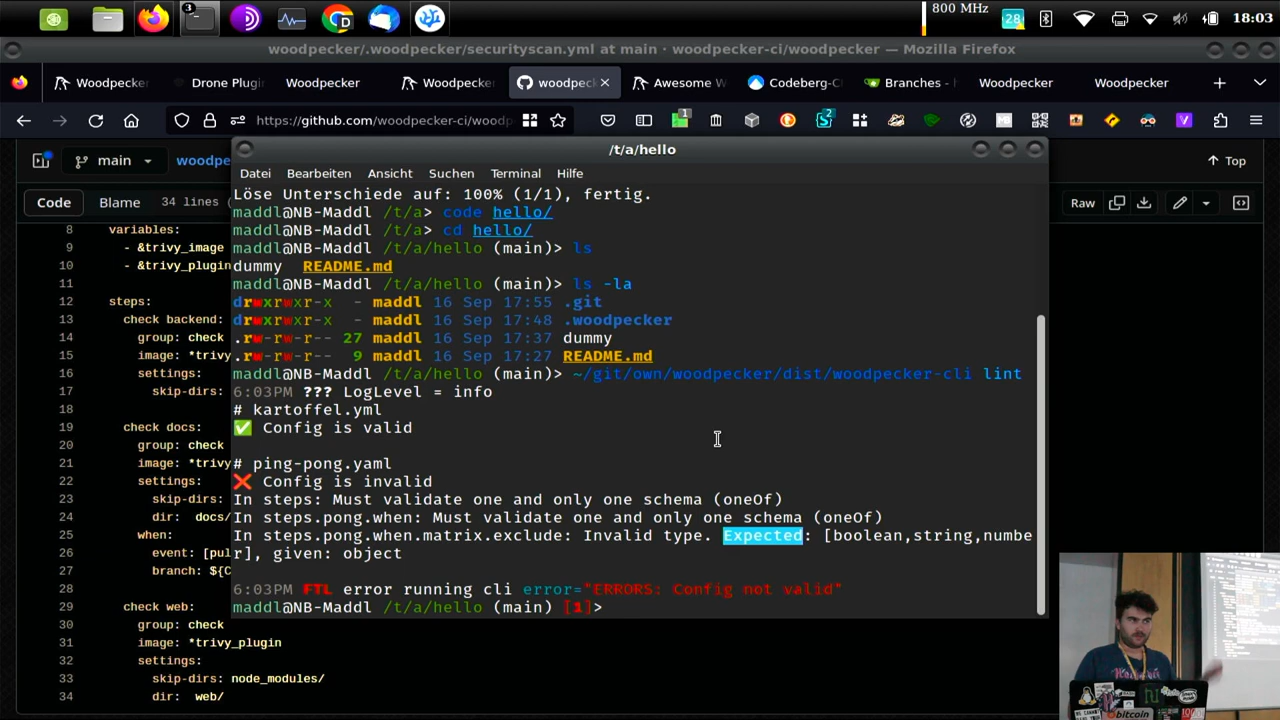 3
800 MHz
28
18:03
woodpecker/.woodpecker/securityscan.yml at main · woodpecker-ci/woodpecker — Mozilla Firefox
Woodpecker
Drone Plugi
Woodpecker
Woodpecker
woodpec
Awesome W
Codeberg-C
Branches -
Woodpecker
Woodpecker
https://github.com/woodpecker-ci/woodp
1
2
main
woodpe
Top
Code
Blame
34 lines (
Raw
8 variables:
9 - &trivy_image
10 - &trivy_plugin
11
12 steps:
13 check backend:
14 group: check
15 image: *trivy
16 settings:
17 skip-dirs:
18
19 check docs:
20 group: check
21 image: *trivy
22 settings:
23 skip-dirs:
24 dir: docs/
25 when:
26 event: [pul
27 branch: ${C
28
29 check web:
30 group: check
31 image: *trivy_plugin
32 settings:
33 skip-dirs: node_modules/
34 dir: web/
/t/a/hello
Datei Bearbeiten Ansicht Suchen Terminal Hilfe
Löse Unterschiede auf: 100% (1/1), fertig.
maddl@NB-Maddl /t/a> code hello/
maddl@NB-Maddl /t/a> cd hello/
maddl@NB-Maddl /t/a/hello (main)> ls
dummy README.md
maddl@NB-Maddl /t/a/hello (main)> ls -la
drwxrwxr-x - maddl 16 Sep 17:55 .git
drwxrwxr-x - maddl 16 Sep 17:48 .woodpecker
.rw-rw-r-- 27 maddl 16 Sep 17:37 dummy
.rw-rw-r-- 9 maddl 16 Sep 17:27 README.md
maddl@NB-Maddl /t/a/hello (main)> ~/git/own/woodpecker/dist/woodpecker-cli lint
6:03PM ??? LogLevel = info
# kartoffel.yml
✅ Config is valid
# ping-pong.yaml
❌ Config is invalid
In steps: Must validate one and only one schema (oneOf)
In steps.pong.when: Must validate one and only one schema (oneOf)
In steps.pong.when.matrix.exclude: Invalid type. Expected: [boolean,string,numbe
r], given: object
6:03PM FTL error running cli error="ERRORS: Config not valid"
maddl@NB-Maddl /t/a/hello (main) [1]>
bitcoin